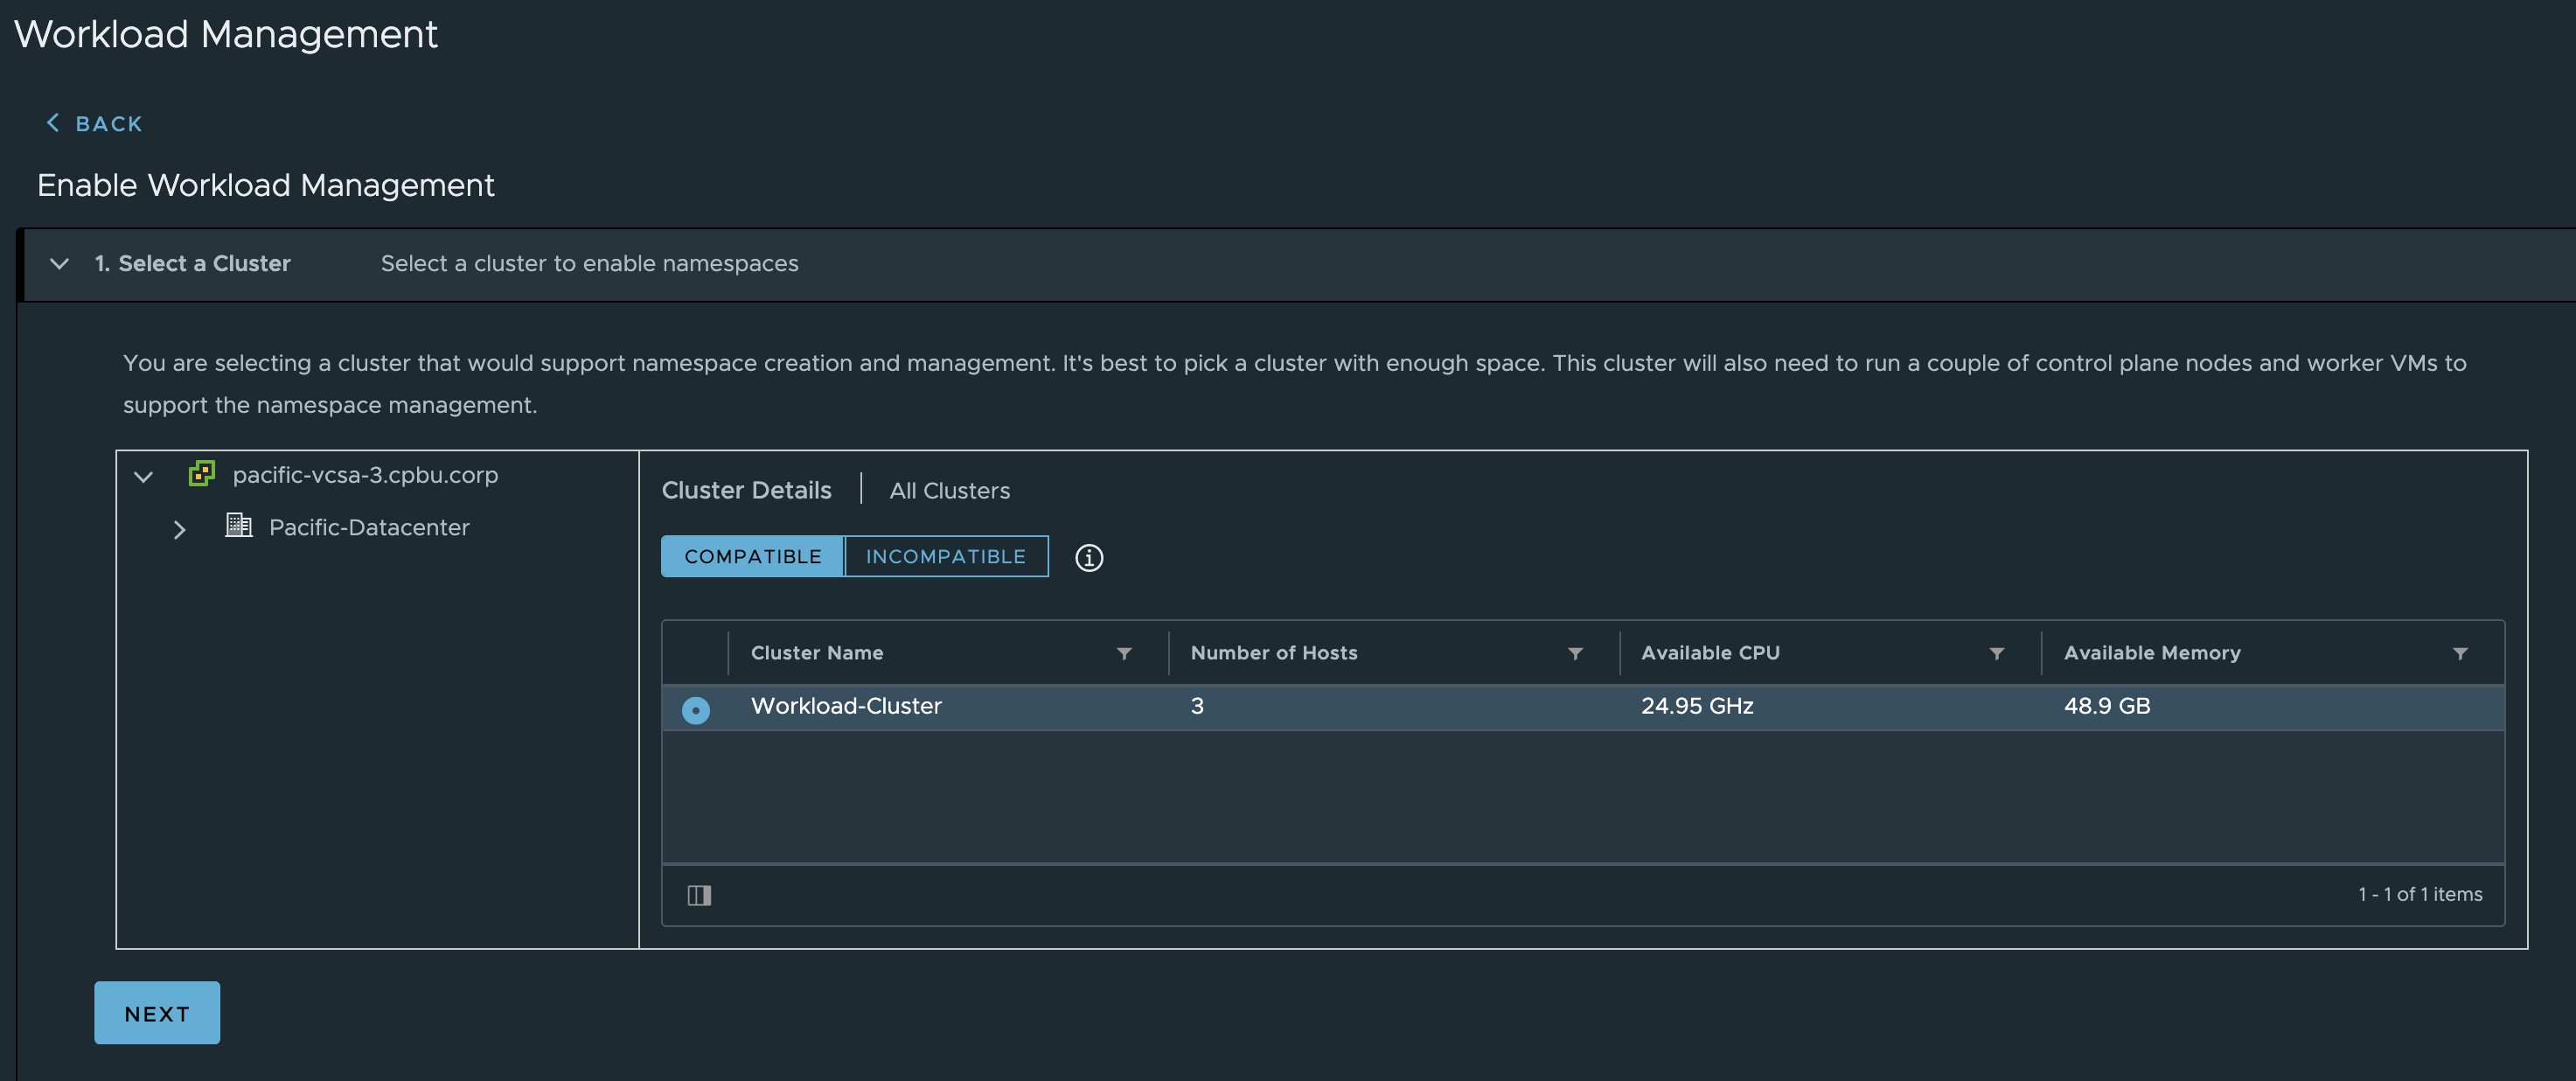 Workload Management
BACK
Enable Workload Management
1. Select a Cluster Select a cluster to enable namespaces
You are selecting a cluster that would support namespace creation and management. It's best to pick a cluster with enough space. This cluster will also need to run a couple of control plane nodes and worker VMs to
support the namespace management.
pacific-vcsa-3.cpbu.corp
Pacific-Datacenter
Cluster Details All Clusters
COMPATIBLE INCOMPATIBLE
Cluster Name Number of Hosts Available CPU Available Memory
Workload-Cluster 3 24.95 GHz 48.9 GB
1 - 1 of 1 items
NEXT